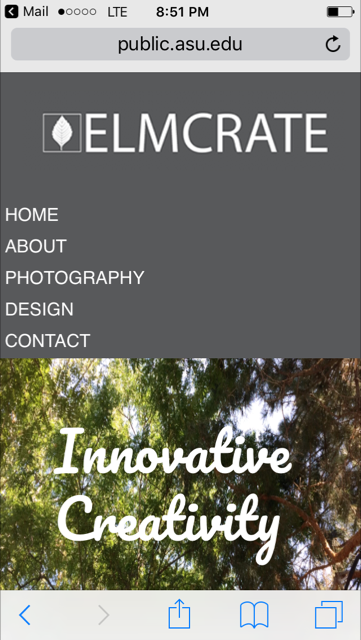 Mail LTE 8:51 PM
public.asu.edu
ELMCRATE
HOME
ABOUT
PHOTOGRAPHY
DESIGN
CONTACT
Innovative
Creativity